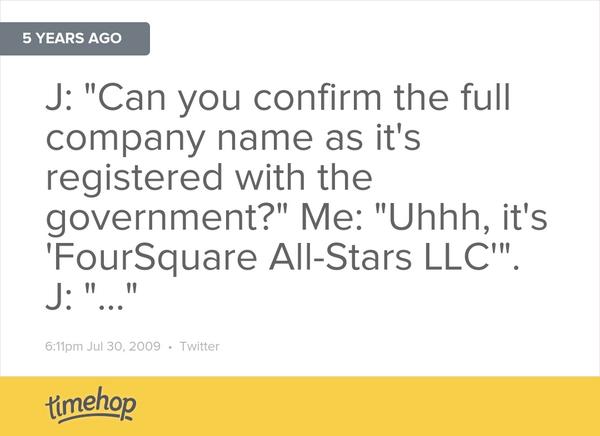 5 YEARS AGO
J: "Can you confirm the full
company name as it's
registered with the
government?" Me: "Uhhh, it's
'FourSquare All-Stars LLC'".
J: "..."
6:11pm Jul 30, 2009 • Twitter
timehop